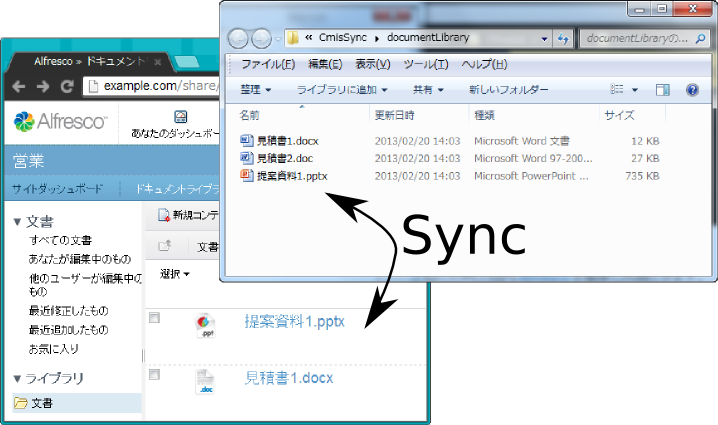 CmisSync ▸ documentLibrary
documentLibraryの...
ファイル(F) 編集(E) 表示(V) ツール(T) ヘルプ(H)
整理 ライブラリに追加 共有 新しいフォルダー
名前 更新日時 種類 サイズ
見積書1.docx 2013/02/20 14:03 Microsoft Word 文書 12 KB
見積書2.doc 2013/02/20 14:03 Microsoft Word 97-200... 27 KB
提案資料1.pptx 2013/02/20 14:03 Microsoft PowerPoint ... 735 KB
Sync
Alfresco » ドキュメント
example.com/share/
Alfresco™
あなたのダッシュボー
営業
サイトダッシュボード ドキュメントライブラ
文書
すべての文書
あなたが編集中のもの
他のユーザーが編集中の
もの
最近修正したもの
最近追加したもの
お気に入り
ライブラリ
文書
新規コンテ
文書
選択
.ppt
提案資料1.pptx
.doc
見積書1.docx